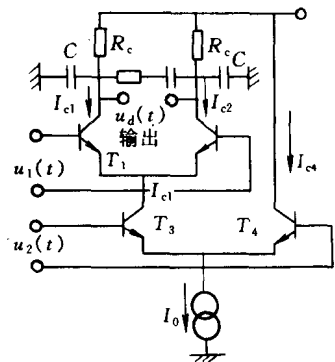 C R_c R_c C
I_c1 u_d(t) I_c2
输出
T_1
u_1(t) I_c1 I_c4
u_2(t) T_3 T_4
I_0